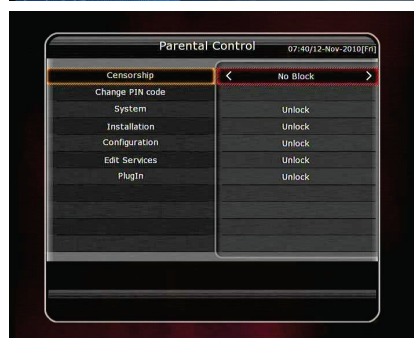 Parental Control 07:40/12-Nov-2010[Fri]
Censorship < No Block >
Change PIN code
System Unlock
Installation Unlock
Configuration Unlock
Edit Services Unlock
PlugIn Unlock